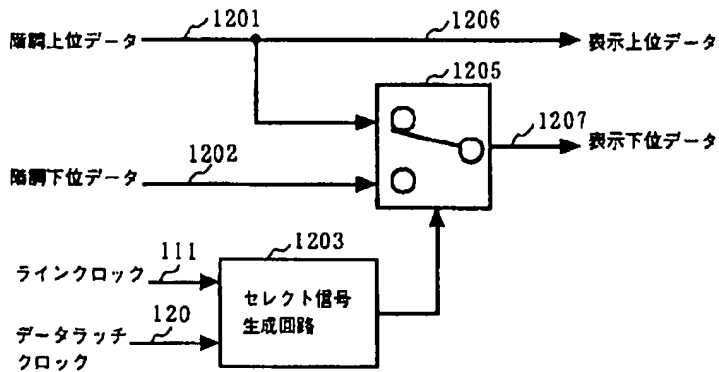 1201
階調上位データ
1206
表示上位データ
1205
1207
表示下位データ
1202
階調下位データ
1203
111
ラインクロック
セレクト信号
生成回路
120
データラッチ
クロック